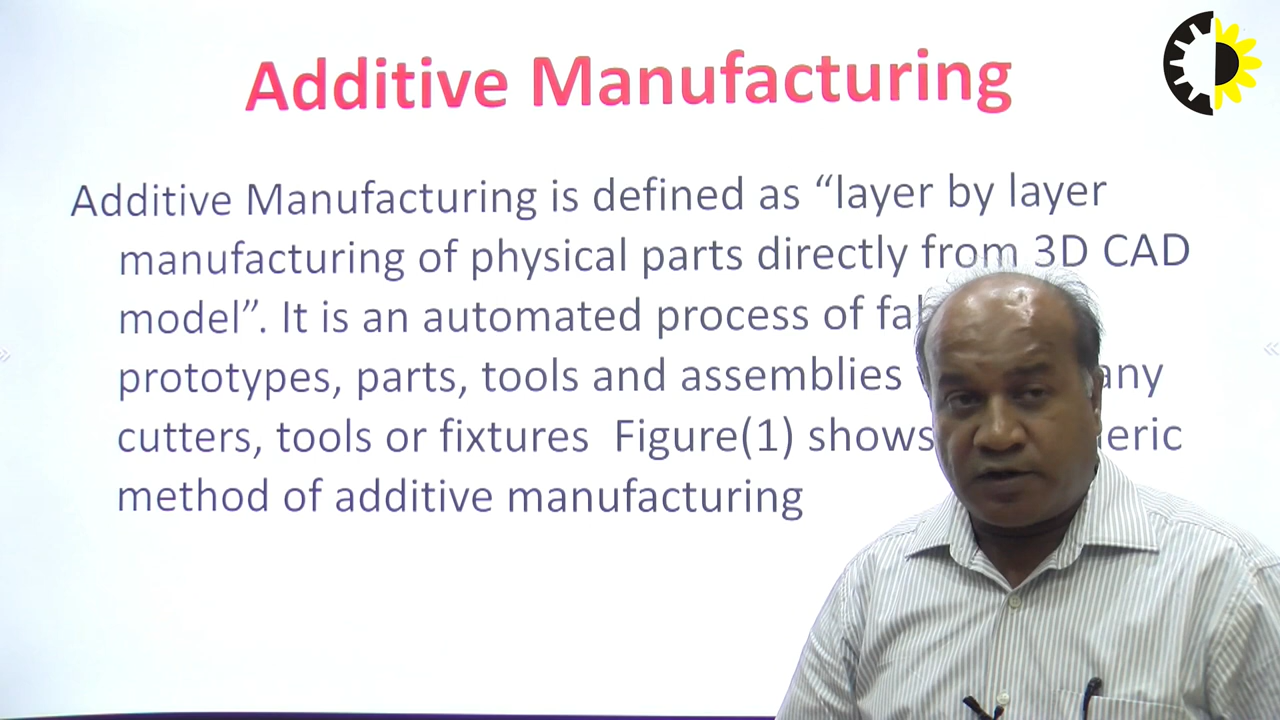 Additive Manufacturing
Additive Manufacturing is defined as “layer by layer
manufacturing of physical parts directly from 3D CAD
model”. It is an automated process of
prototypes, parts, tools and assemblies any
cutters, tools or fixtures Figure(1) shows
method of additive manufacturing